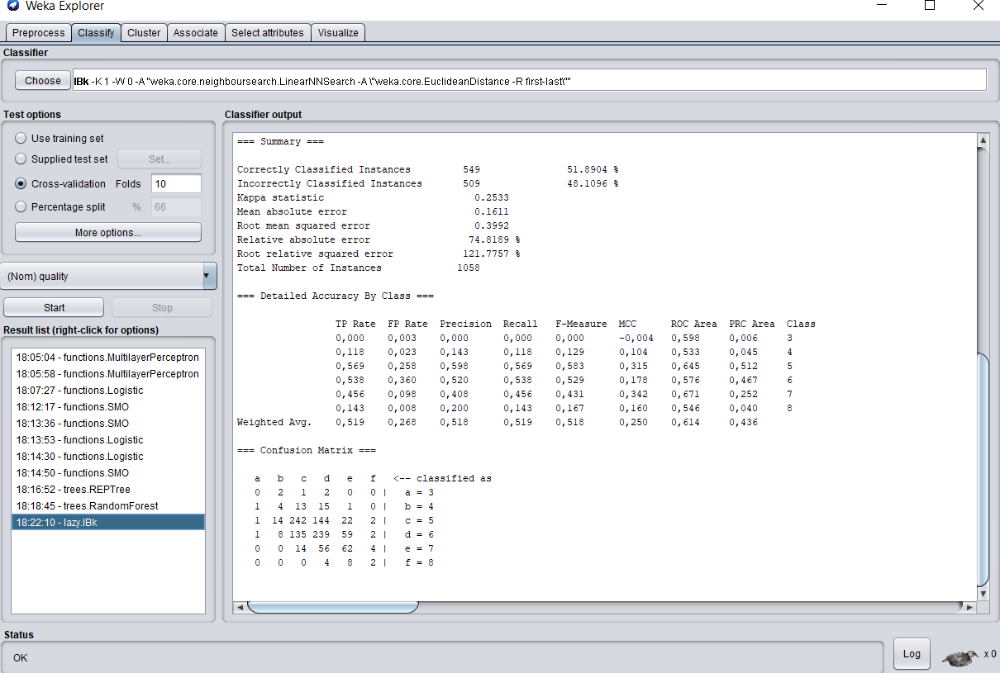 Weka Explorer
Preprocess Classify Cluster Associate Select attributes Visualize
Classifier
Choose IBk -K 1 -W 0 -A "weka.core.neighboursearch.LinearNNSearch -A \"weka.core.EuclideanDistance -R first-last\""
Test options
Use training set
Supplied test set Set...
Cross-validation Folds 10
Percentage split % 66
More options...
(Nom) quality
Start Stop
Result list (right-click for options)
18:05:04 - functions.MultilayerPerceptron
18:05:58 - functions.MultilayerPerceptron
18:07:27 - functions.Logistic
18:12:17 - functions.SMO
18:13:36 - functions.SMO
18:13:53 - functions.Logistic
18:14:30 - functions.Logistic
18:14:50 - functions.SMO
18:16:52 - trees.REPTree
18:18:45 - trees.RandomForest
18:22:10 - lazy.IBk
Classifier output
=== Summary ===
Correctly Classified Instances 549 51.8904 %
Incorrectly Classified Instances 509 48.1096 %
Kappa statistic 0.2533
Mean absolute error 0.1611
Root mean squared error 0.3992
Relative absolute error 74.8189 %
Root relative squared error 121.7757 %
Total Number of Instances 1058
=== Detailed Accuracy By Class ===
TP Rate FP Rate Precision Recall F-Measure MCC ROC Area PRC Area Class
0,000 0,003 0,000 0,000 0,000 -0,004 0,598 0,006 3
0,118 0,023 0,143 0,118 0,129 0,104 0,533 0,045 4
0,569 0,258 0,598 0,569 0,583 0,315 0,645 0,512 5
0,538 0,360 0,520 0,538 0,529 0,178 0,576 0,467 6
0,456 0,098 0,408 0,456 0,431 0,342 0,671 0,252 7
0,143 0,008 0,200 0,143 0,167 0,160 0,546 0,040 8
Weighted Avg. 0,519 0,268 0,518 0,519 0,518 0,250 0,614 0,436
=== Confusion Matrix ===
a b c d e f <-- classified as
0 2 1 2 0 0 | a = 3
1 4 13 15 1 0 | b = 4
1 14 242 144 22 2 | c = 5
1 8 135 239 59 2 | d = 6
0 0 14 56 62 4 | e = 7
0 0 0 4 8 2 | f = 8
Status
OK
Log
x 0